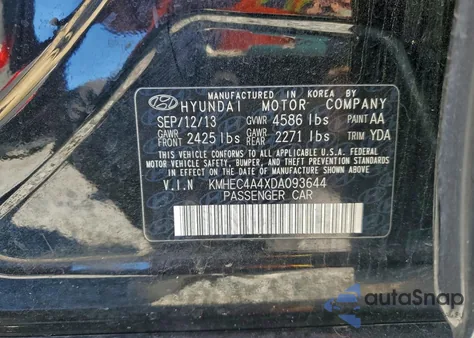 MANUFACTURED IN KOREA BY
HYUNDAI MOTOR COMPANY
SEP/12/13 GVWR 4586 lbs PAINT AA
GAWR FRONT 2425 lbs GAWR REAR 2271 lbs TRIM YDA
THIS VEHICLE CONFORMS TO ALL APPLICABLE U.S. FEDERAL
MOTOR VEHICLE SAFETY, BUMPER, AND THEFT PREVENTION
STANDARDS IN EFFECT ON THE DATE OF MANUFACTURE SHOWN ABOVE.
V.I.N KMHEC4A4XDA093644
PASSENGER CAR
autoSnap